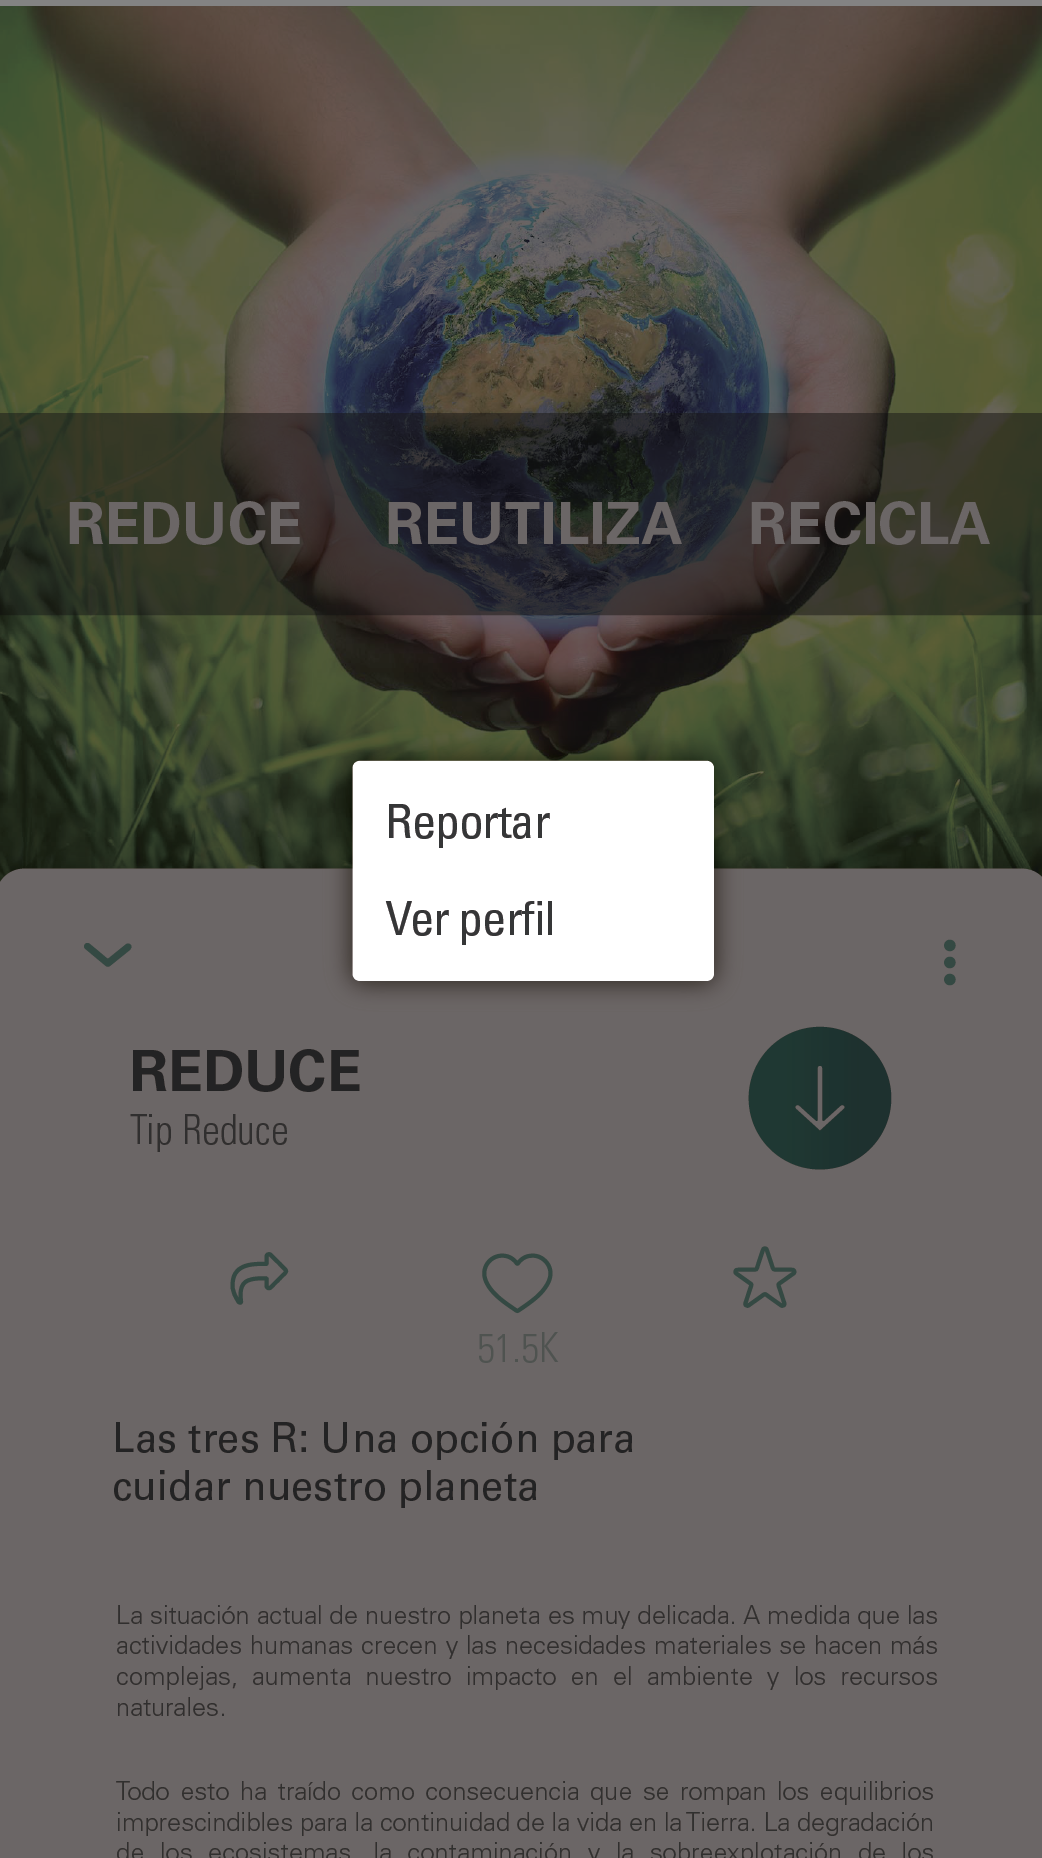 REDUCE REUTILIZA RECICLA
Reportar
Ver perfil
REDUCE
Tip Reduce
51.5K
Las tres R: Una opción para
cuidar nuestro planeta
La situación actual de nuestro planeta es muy delicada. A medida que las
actividades humanas crecen y las necesidades materiales se hacen más
complejas, aumenta nuestro impacto en el ambiente y los recursos
naturales.
Todo esto ha traído como consecuencia que se rompan los equilibrios
imprescindibles para la continuidad de la vida en la Tierra. La degradación
de los ecosistemas, la contaminación y la sobreexplotación de los